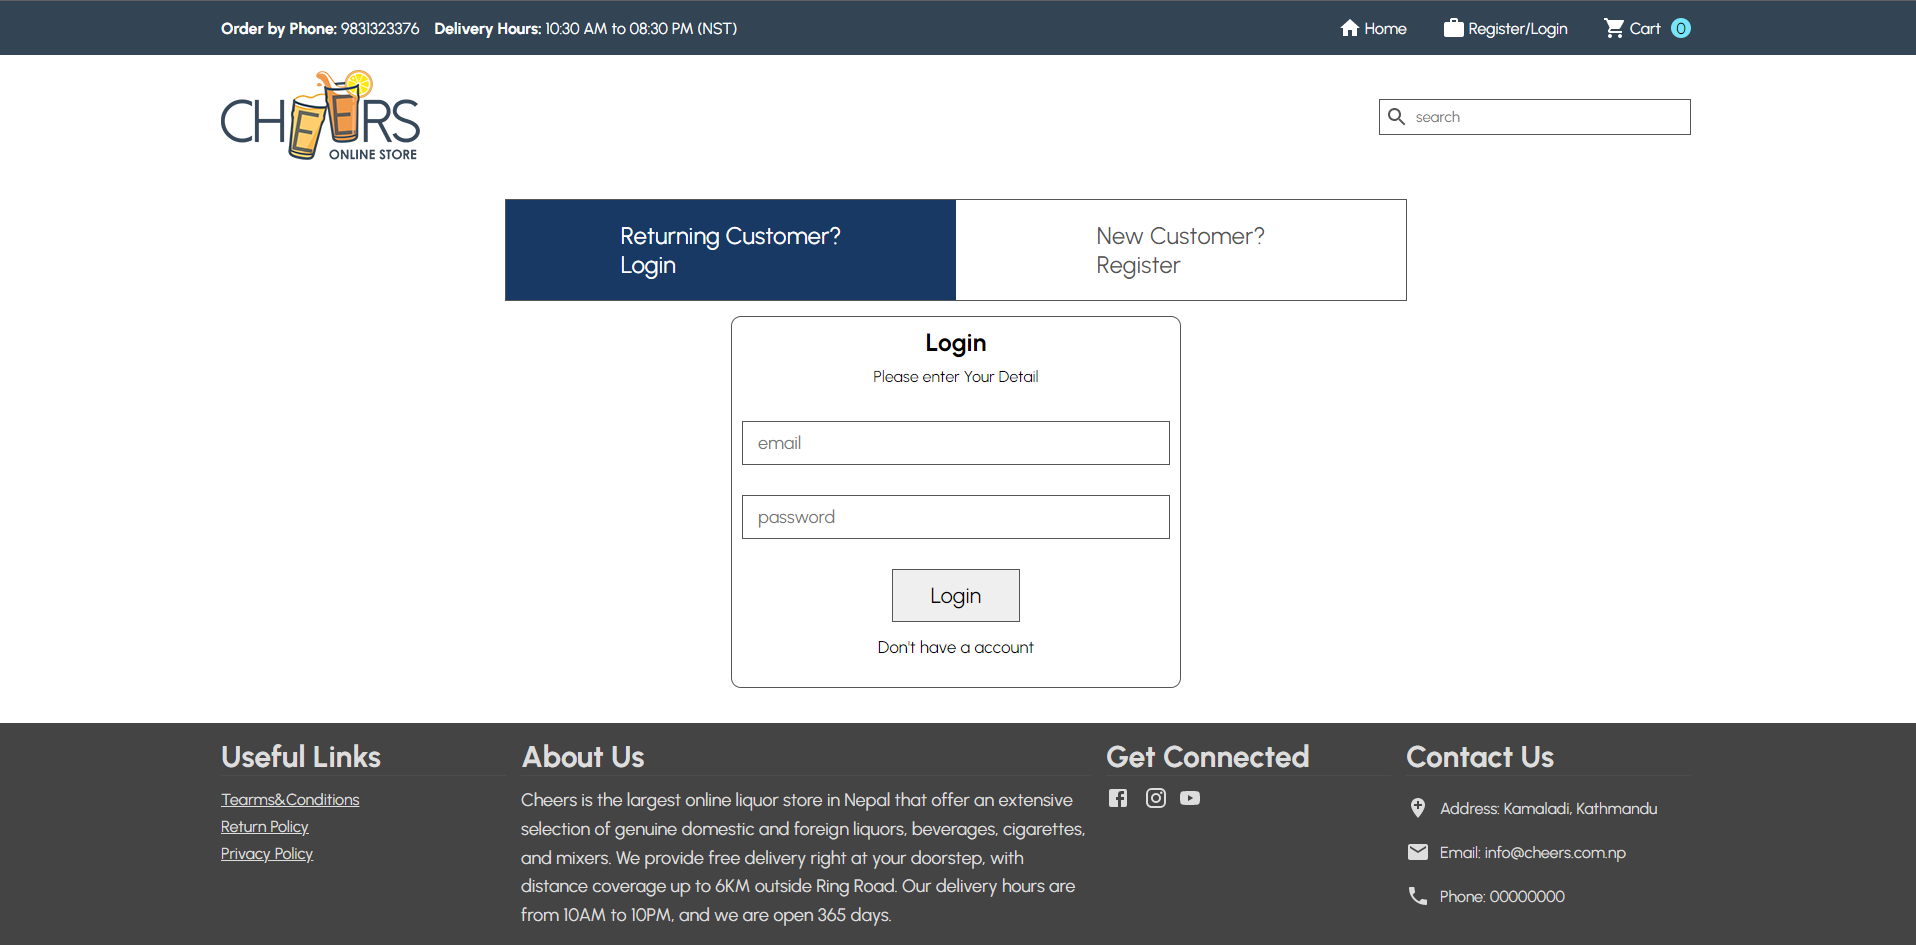 Order by Phone: 9831323376 Delivery Hours: 10:30 AM to 08:30 PM (NST)
Home Register/Login Cart 0
CHEERS
ONLINE STORE
search
Returning Customer?
Login
New Customer?
Register
Login
Please enter Your Detail
email
password
Login
Don't have a account
Useful Links
Tearms&Conditions
Return Policy
Privacy Policy
About Us
Cheers is the largest online liquor store in Nepal that offer an extensive
selection of genuine domestic and foreign liquors, beverages, cigarettes,
and mixers. We provide free delivery right at your doorstep, with
distance coverage up to 6KM outside Ring Road. Our delivery hours are
from 10AM to 10PM, and we are open 365 days.
Get Connected
Contact Us
Address: Kamaladi, Kathmandu
Email: info@cheers.com.np
Phone: 00000000